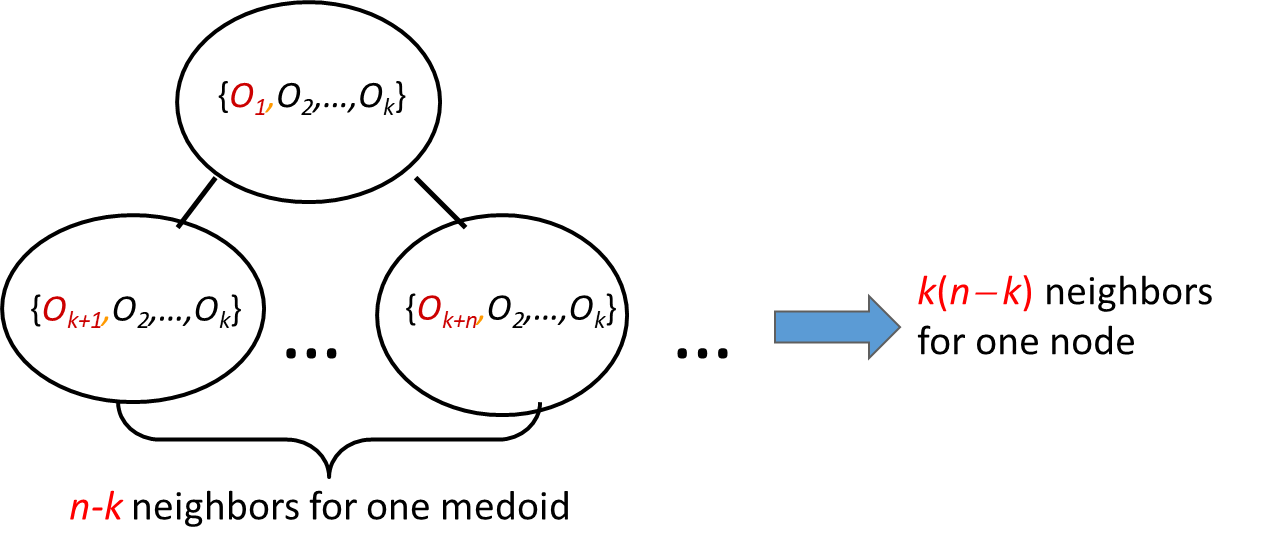 {O1,O2,...,Ok}
{Ok+1,O2,...,Ok}
...
{Ok+n,O2,...,Ok}
...
k(n−k) neighbors
for one node
n-k neighbors for one medoid